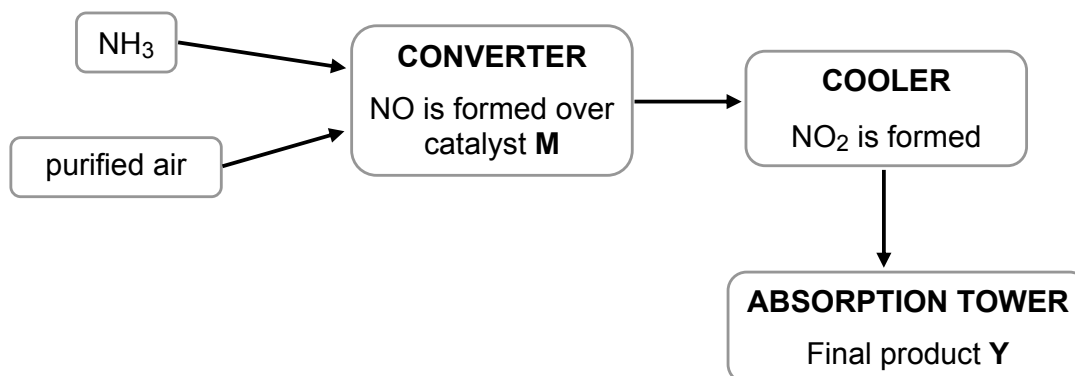 NH₃
purified air
CONVERTER
NO is formed over
catalyst M
COOLER
NO₂ is formed
ABSORPTION TOWER
Final product Y